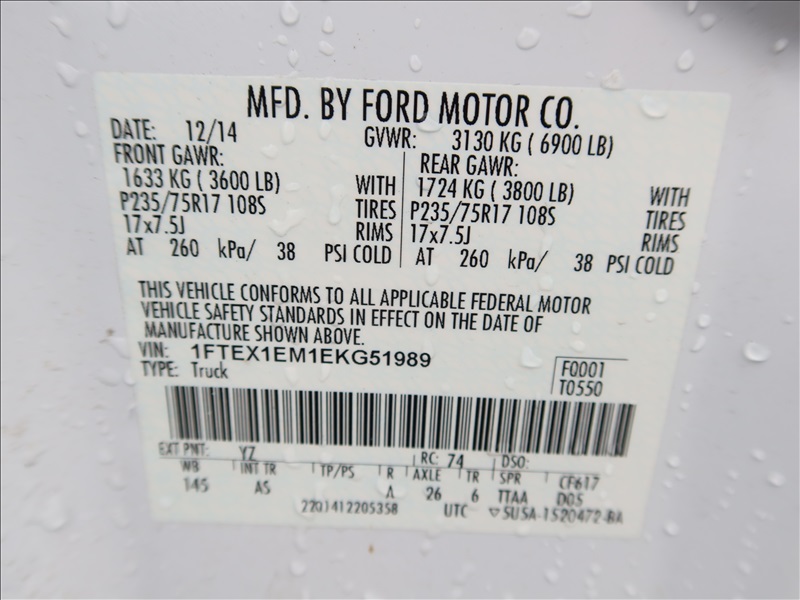 MFD. BY FORD MOTOR CO.
DATE: 12/14 GVWR: 3130 KG ( 6900 LB)
FRONT GAWR: REAR GAWR:
1633 KG ( 3600 LB) WITH 1724 KG ( 3800 LB) WITH
P235/75R17 108S TIRES P235/75R17 108S TIRES
17x7.5J RIMS 17x7.5J RIMS
AT 260 kPa/ 38 PSI COLD AT 260 kPa/ 38 PSI COLD
THIS VEHICLE CONFORMS TO ALL APPLICABLE FEDERAL MOTOR
VEHICLE SAFETY STANDARDS IN EFFECT ON THE DATE OF
MANUFACTURE SHOWN ABOVE.
VIN: 1FTEX1EM1EKG51989 F0001
TYPE: Truck T0550
EXT PNT: YZ RC: 74 DSO:
WB INT TR TP/PS R AXLE TR SPR CF617
145 AS A 26 6 TTAA D05
2201412205358 UTC ▽5U5A-1520472-BA